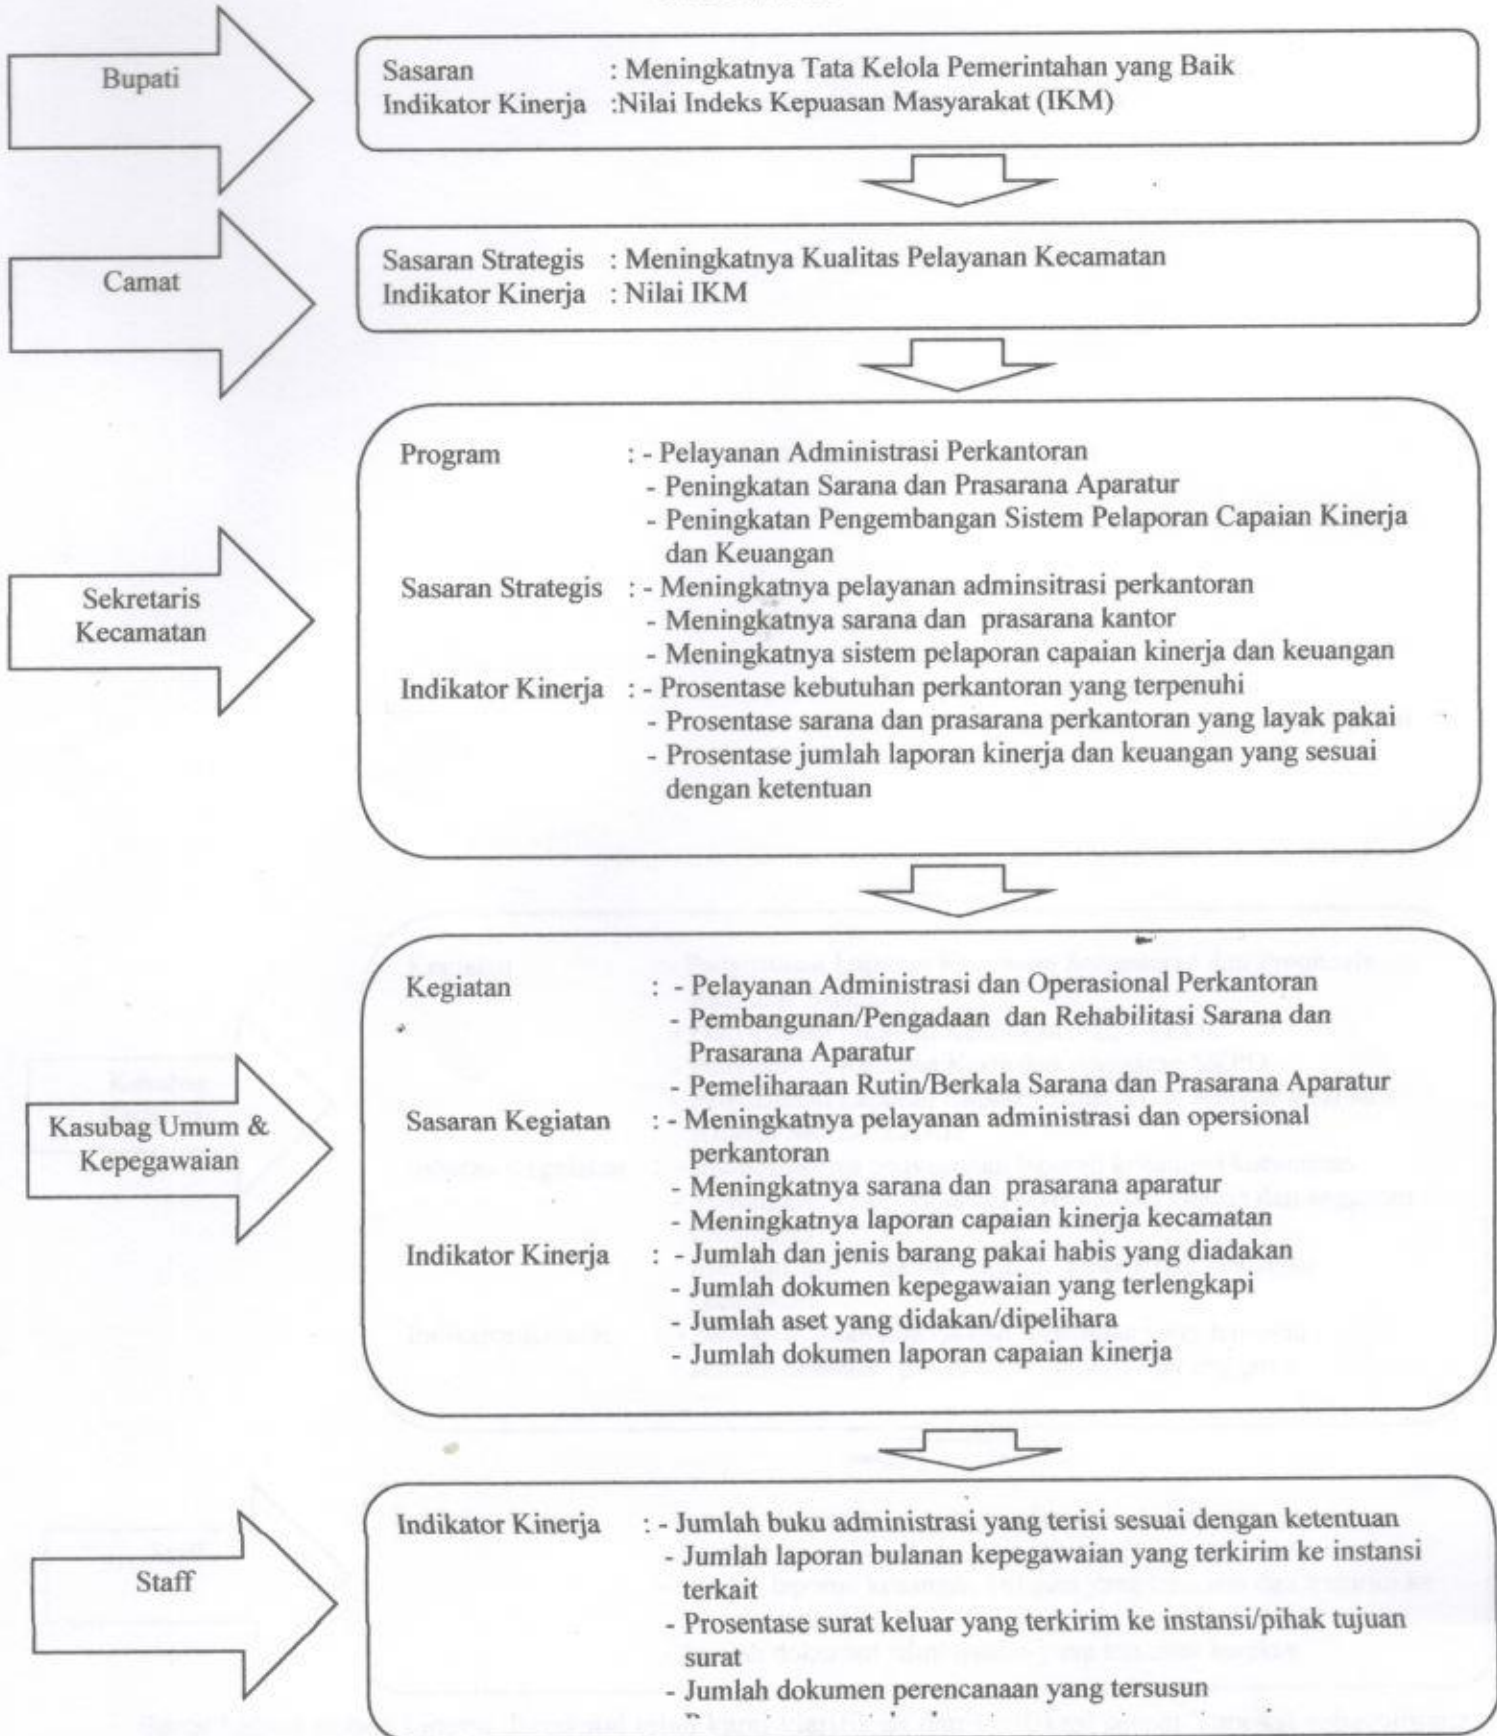 Bupati
Sasaran : Meningkatnya Tata Kelola Pemerintahan yang Baik
Indikator Kinerja :Nilai Indeks Kepuasan Masyarakat (IKM)
Camat
Sasaran Strategis : Meningkatnya Kualitas Pelayanan Kecamatan
Indikator Kinerja : Nilai IKM
Sekretaris
Kecamatan
Program : - Pelayanan Administrasi Perkantoran
- Peningkatan Sarana dan Prasarana Aparatur
- Peningkatan Pengembangan Sistem Pelaporan Capaian Kinerja
dan Keuangan
Sasaran Strategis : - Meningkatnya pelayanan adminsitrasi perkantoran
- Meningkatnya sarana dan prasarana kantor
- Meningkatnya sistem pelaporan capaian kinerja dan keuangan
Indikator Kinerja : - Prosentase kebutuhan perkantoran yang terpenuhi
- Prosentase sarana dan prasarana perkantoran yang layak pakai
- Prosentase jumlah laporan kinerja dan keuangan yang sesuai
dengan ketentuan
Kasubag Umum &
Kepegawaian
Kegiatan : - Pelayanan Administrasi dan Operasional Perkantoran
- Pembangunan/Pengadaan dan Rehabilitasi Sarana dan
Prasarana Aparatur
- Pemeliharaan Rutin/Berkala Sarana dan Prasarana Aparatur
Sasaran Kegiatan : - Meningkatnya pelayanan administrasi dan opersional
perkantoran
- Meningkatnya sarana dan prasarana aparatur
- Meningkatnya laporan capaian kinerja kecamatan
Indikator Kinerja : - Jumlah dan jenis barang pakai habis yang diadakan
- Jumlah dokumen kepegawaian yang terlengkapi
- Jumlah aset yang didakan/dipelihara
- Jumlah dokumen laporan capaian kinerja
Staff
Indikator Kinerja : - Jumlah buku administrasi yang terisi sesuai dengan ketentuan
- Jumlah laporan bulanan kepegawaian yang terkirim ke instansi
terkait
- Prosentase surat keluar yang terkirim ke instansi/pihak tujuan
surat
- Jumlah dokumen perencanaan yang tersusun